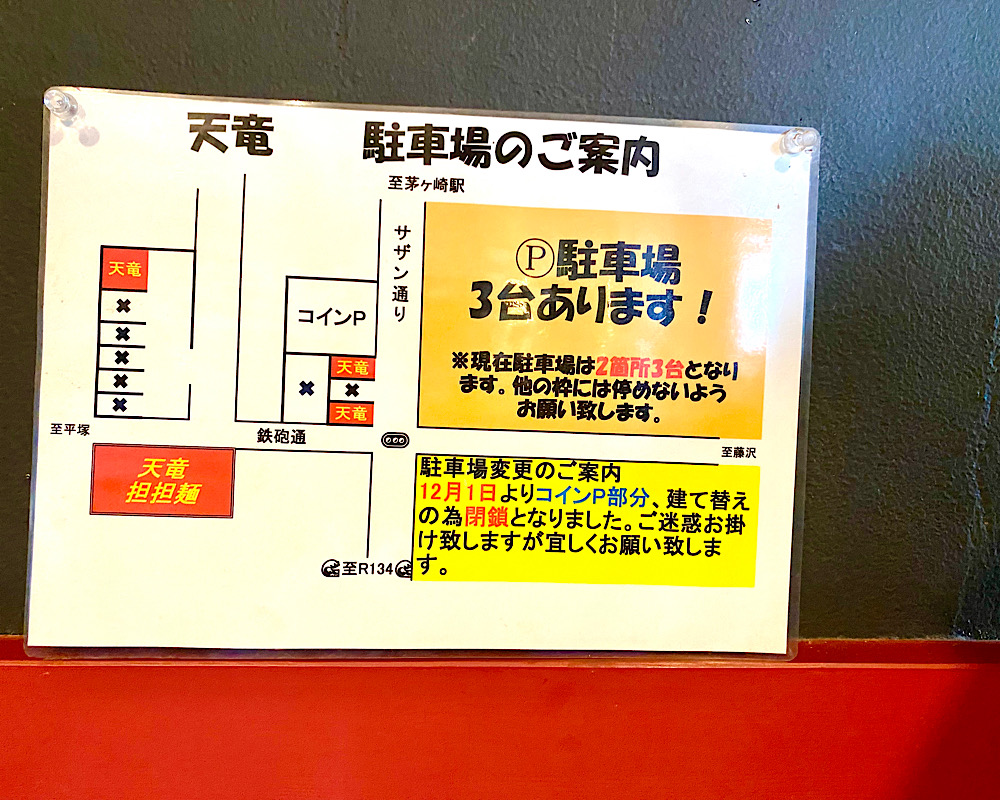 天竜 駐車場のご案内
至茅ヶ崎駅
サザン通り
天竜
✖
✖
✖
✖
✖
コインP
天竜
✖ ✖
天竜
Ⓟ駐車場
3台あります！
※現在駐車場は2箇所3台となり
ます。他の枠には停めないよう
お願い致します。
至平塚
鉄砲通
至藤沢
天竜
担担麺
駐車場変更のご案内
12月1日よりコインP部分、建て替え
の為閉鎖となりました。ご迷惑お掛
け致しますが宜しくお願い致しま
す。
至R134